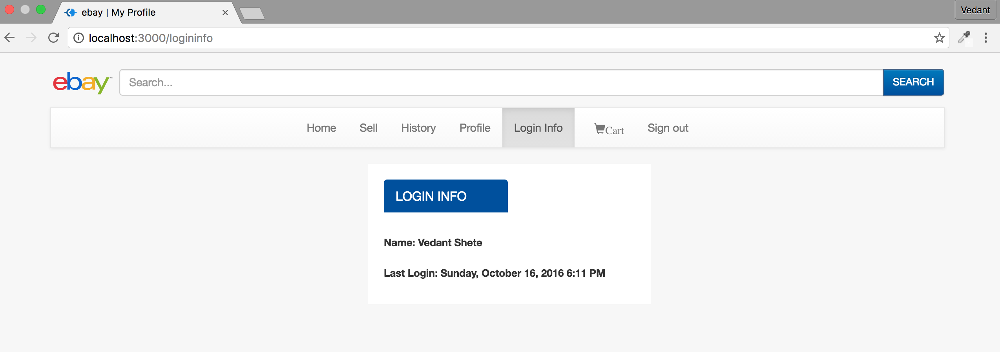 ebay | My Profile
Vedant
localhost:3000/logininfo
ebay™
Search...
SEARCH
Home
Sell
History
Profile
Login Info
Cart
Sign out
LOGIN INFO
Name: Vedant Shete
Last Login: Sunday, October 16, 2016 6:11 PM